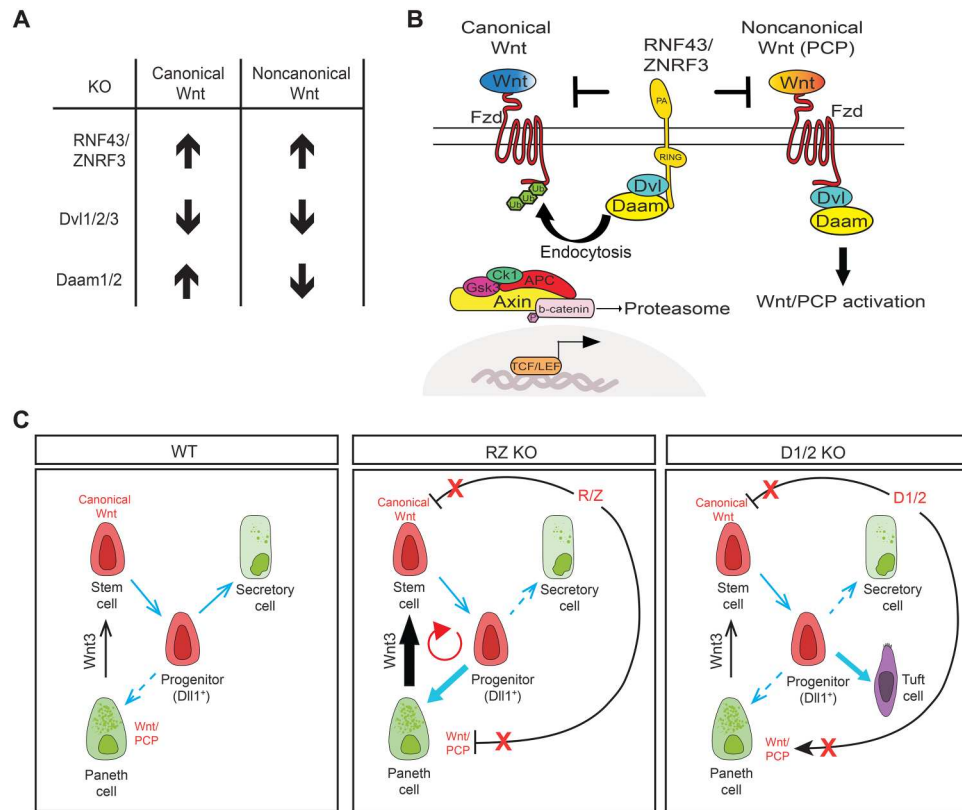 A
KO
Canonical
Wnt
Noncanonical
Wnt
RNF43/
ZNRF3
Dvl1/2/3
Daam1/2
B
Canonical
Wnt
RNF43/
ZNRF3
Noncanonical
Wnt (PCP)
Wnt
PA
Wnt
Fzd
Fzd
RING
Ub
Ub
Ub
Dvl
Daam
Dvl
Daam
Endocytosis
Ck1
APC
Gsk3
Axin
b-catenin
P
Proteasome
Wnt/PCP activation
TCF/LEF
C
WT
Canonical
Wnt
Stem
cell
Secretory
cell
Wnt3
Progenitor
(Dll1+)
Wnt/
PCP
Paneth
cell
RZ KO
Canonical
Wnt
X
R/Z
Stem
cell
Secretory
cell
Wnt3
Progenitor
(Dll1+)
Wnt/
PCP
X
Paneth
cell
D1/2 KO
X
Canonical
Wnt
D1/2
Stem
cell
Secretory
cell
Wnt3
Progenitor
(Dll1+)
Tuft
cell
Wnt/
PCP
X
Paneth
cell